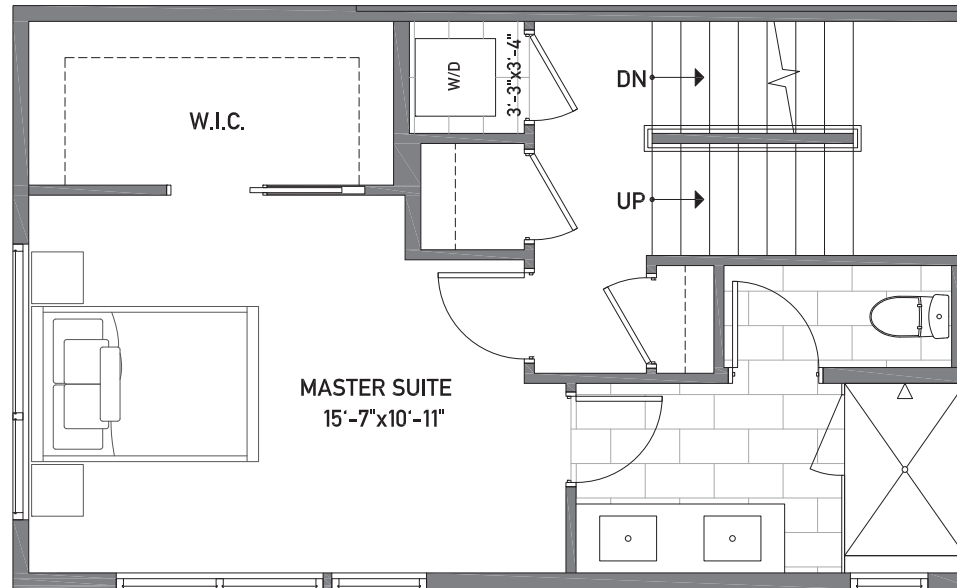 W.I.C.
W/D
3'-3"x3'-4"
DN
UP
MASTER SUITE
15'-7"x10'-11"